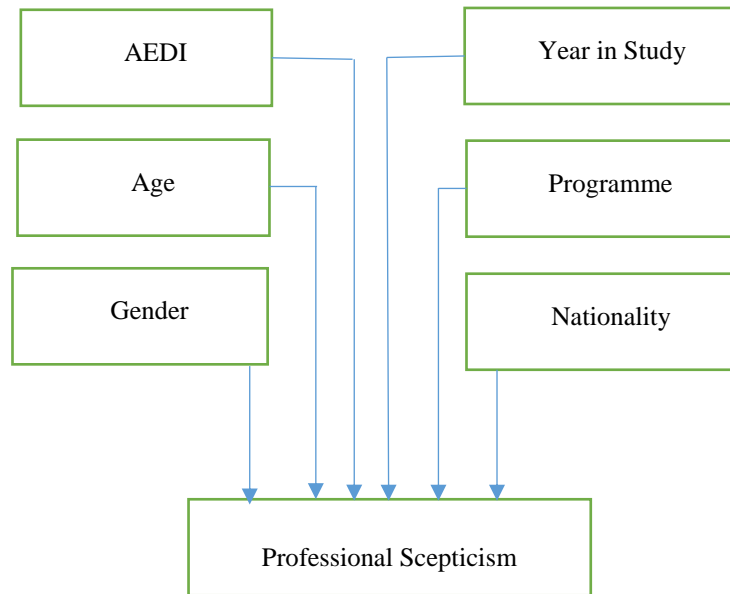 AEDI
Year in Study
Age
Programme
Gender
Nationality
Professional Scepticism